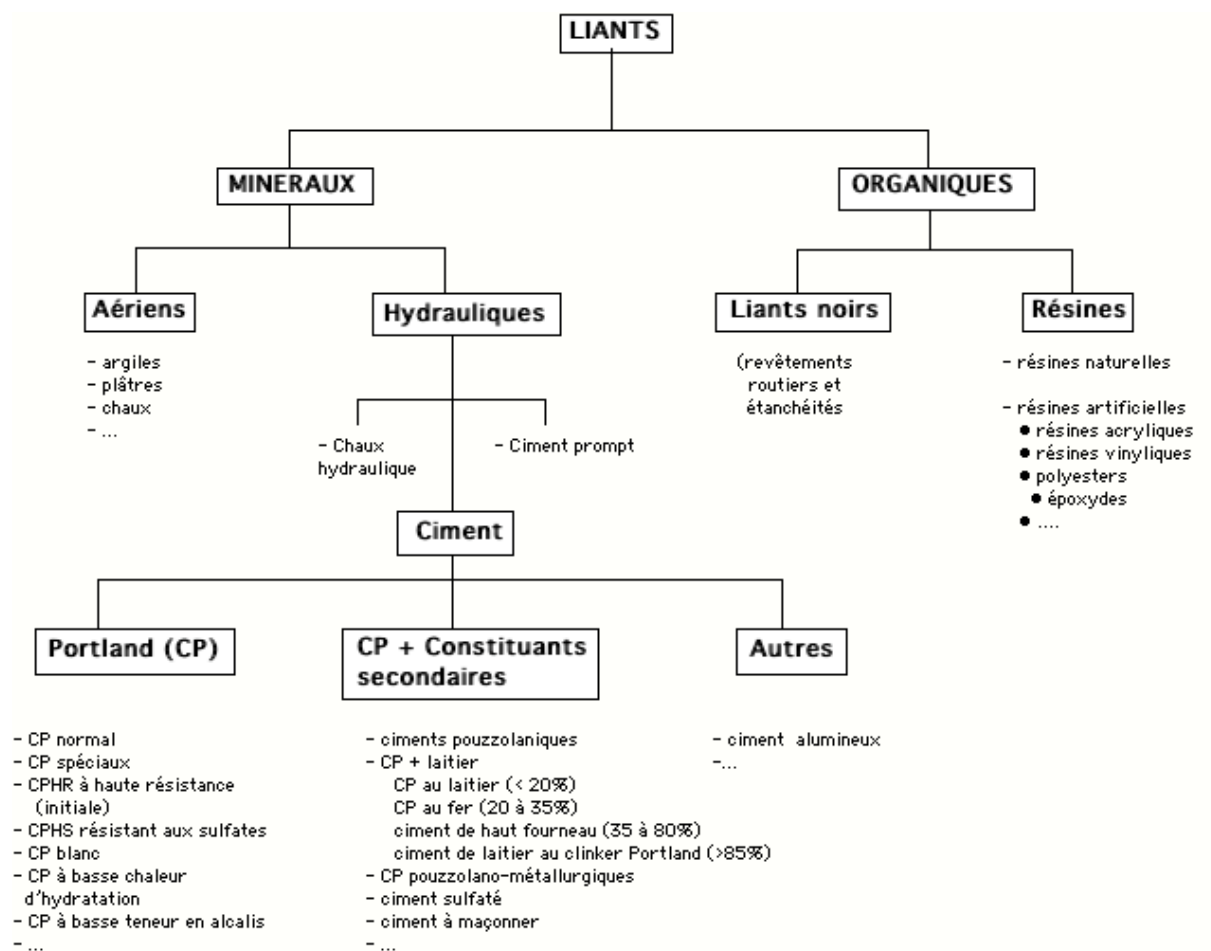 LIANTS
MINERAUX
ORGANIQUES
Aériens
Hydrauliques
Liants noirs
Résines
- argiles
- plâtres
- chaux
- ...
(revêtements
routiers et
étanchéités
- résines naturelles
- résines artificielles
● résines acryliques
● résines vinyliques
● polyesters
● époxydes
● ....
- Chaux
hydraulique
- Ciment prompt
Ciment
Portland (CP)
CP + Constituants
secondaires
Autres
- CP normal
- CP spéciaux
- CPHR à haute résistance
(initiale)
- CPHS résistant aux sulfates
- CP blanc
- CP à basse chaleur
d'hydratation
- CP à basse teneur en alcalis
- ...
- ciments pouzzolaniques
- CP + laitier
CP au laitier (< 20%)
CP au fer (20 à 35%)
ciment de haut fourneau (35 à 80%)
ciment de laitier au clinker Portland (>85%)
- CP pouzzolano-métallurgiques
- ciment sulfaté
- ciment à maçonner
- ...
- ciment alumineux
-...